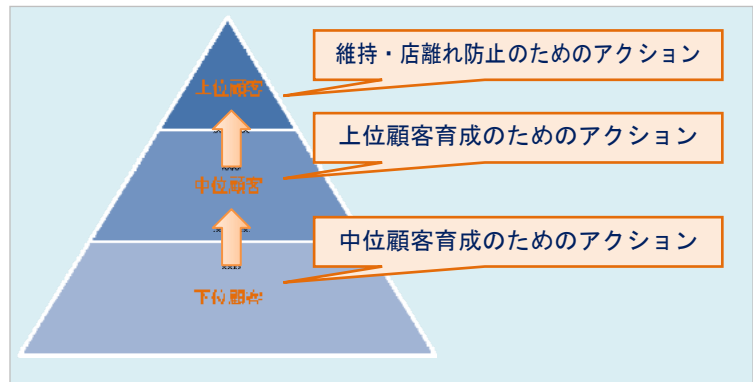 維持・店離れ防止のためのアクション
上位顧客
上位顧客育成のためのアクション
中位顧客
中位顧客育成のためのアクション
下位顧客